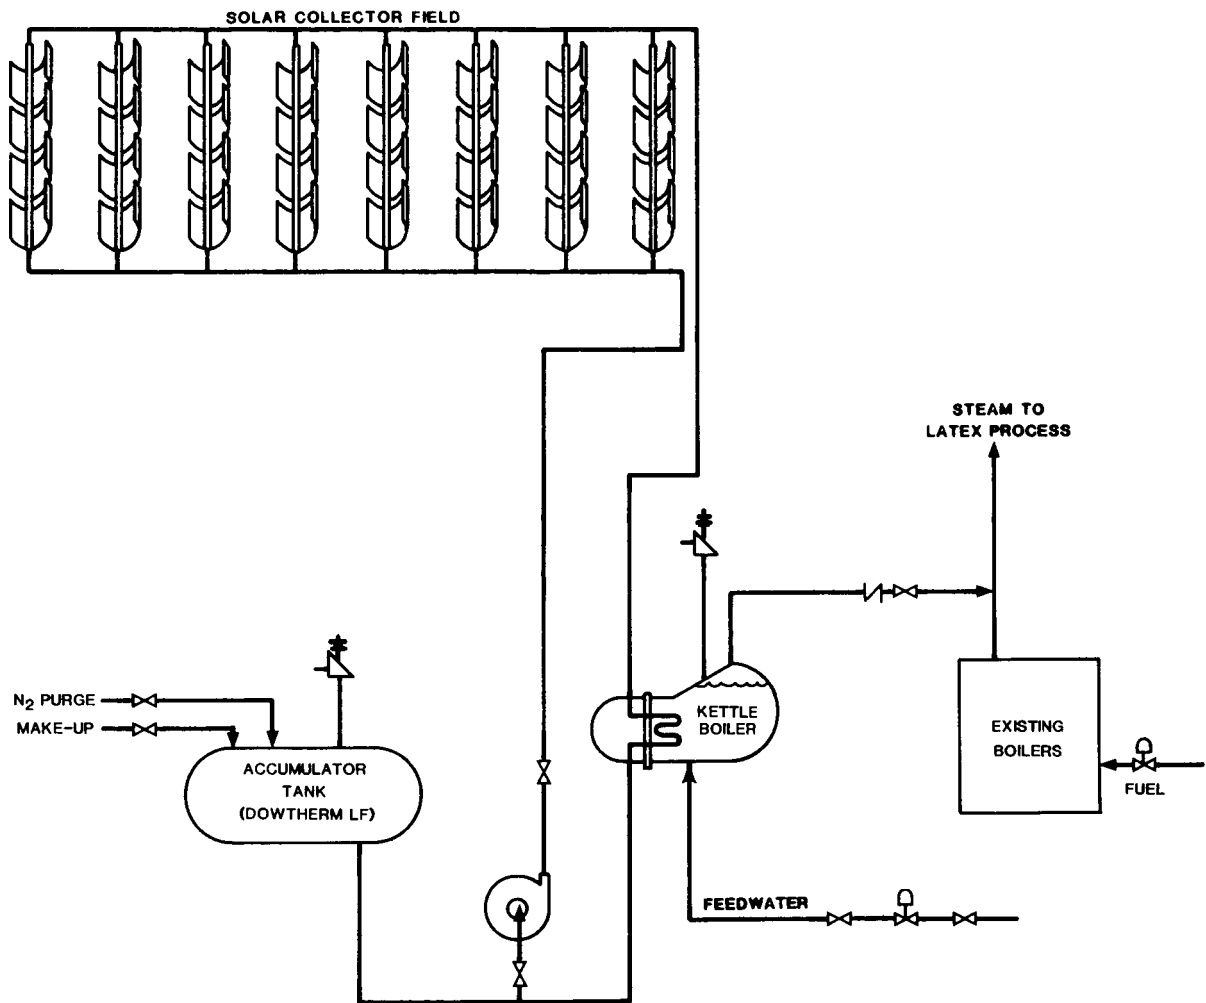 SOLAR COLLECTOR FIELD
STEAM TO
LATEX PROCESS
N₂ PURGE
MAKE-UP
ACCUMULATOR
TANK
(DOWTHERM LF)
KETTLE
BOILER
EXISTING
BOILERS
FUEL
FEEDWATER